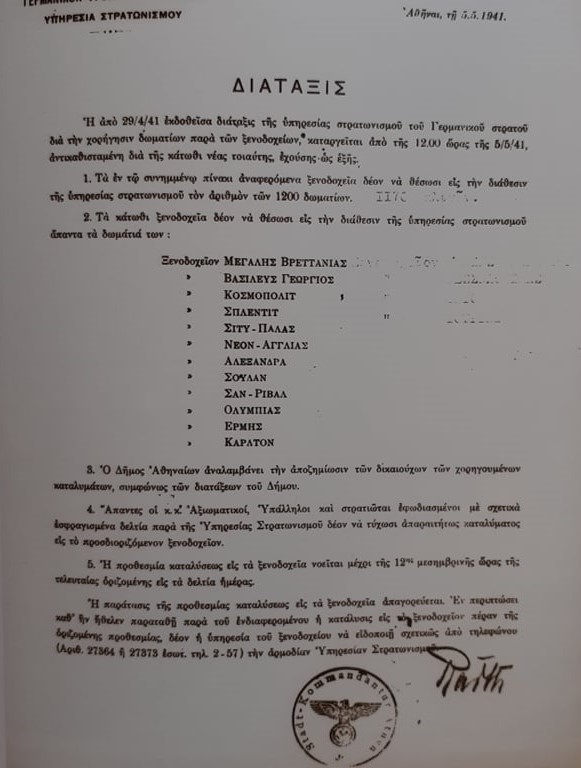 ΥΠΗΡΕΣΙΑ ΣΤΡΑΤΩΝΙΣΜΟΥ
Ἀθῆναι, τῇ 5.5.1941.
ΔΙΑΤΑΞΙΣ
Ἡ ἀπὸ 29/4/41 ἐκδοθεῖσα διάταξις τῆς ὑπηρεσίας στρατωνισμοῦ τοῦ Γερμανικοῦ στρατοῦ
διὰ τὴν χορήγησιν δωματίων παρὰ τῶν ξενοδοχείων, καταργεῖται ἀπὸ τῆς 12.00 ὥρας τῆς 5/5/41,
ἀντικαθισταμένη διὰ τῆς κάτωθι νέας τοιαύτης, ἐχούσης ὡς ἑξῆς:
1. Τὰ ἐν τῷ συνημμένῳ πίνακι ἀναφερόμενα ξενοδοχεῖα δέον νὰ θέσωσι εἰς τὴν διάθεσιν
τῆς ὑπηρεσίας στρατωνισμοῦ τὸν ἀριθμὸν τῶν 1200 δωματίων.
2. Τὰ κάτωθι ξενοδοχεῖα δέον νὰ θέσωσι εἰς τὴν διάθεσιν τῆς ὑπηρεσίας στρατωνισμοῦ
ἅπαντα τὰ δωμάτιά των :
Ξενοδοχεῖον ΜΕΓΑΛΗΣ ΒΡΕΤΤΑΝΙΑΣ
» ΒΑΣΙΛΕΥΣ ΓΕΩΡΓΙΟΣ "
» ΚΟΣΜΟΠΟΛΙΤ
» ΣΠΛΕΝΤΙΤ "
» ΣΙΤΥ-ΠΑΛΑΣ
» ΝΕΟΝ-ΑΓΓΛΙΑΣ
» ΑΛΕΞΑΝΔΡΑ
» ΣΟΥΔΑΝ
» ΣΑΝ-ΡΙΒΑΛ
» ΟΛΥΜΠΙΑΣ
» ΕΡΜΗΣ
» ΚΑΡΛΤΟΝ
3. Ὁ Δῆμος Ἀθηναίων ἀναλαμβάνει τὴν ἀποζημίωσιν τῶν δικαιούχων τῶν χορηγουμένων
καταλυμάτων, συμφώνως τῶν διατάξεων τοῦ Δήμου.
4. Ἅπαντες οἱ κ.κ. Ἀξιωματικοί, Ὑπάλληλοι καὶ στρατιῶται ἐφωδιασμένοι μὲ σχετικὰ
ἐσφραγισμένα δελτία παρὰ τῆς Ὑπηρεσίας Στρατωνισμοῦ δέον νὰ τύχωσι ἀπαραιτήτως καταλύματος
εἰς τὸ προσδιοριζόμενον ξενοδοχεῖον.
5. Ἡ προθεσμία καταλύσεως εἰς τὰ ξενοδοχεῖα νοεῖται μέχρι τῆς 12ης μεσημβρινῆς ὥρας τῆς
τελευταίας ὁριζομένης εἰς τὰ δελτία ἡμέρας.
Ἡ παράτασις τῆς προθεσμίας καταλύσεως εἰς τὰ ξενοδοχεῖα ἀπαγορεύεται. Ἐν περιπτώσει
καθ' ἣν ἤθελεν παραταθῇ παρὰ τοῦ ἐνδιαφερομένου ἡ κατάλυσις εἰς τὸ ξενοδοχεῖον πέραν τῆς
ὁριζομένης προθεσμίας, δέον ἡ ὑπηρεσία τοῦ ξενοδοχείου νὰ εἰδοποιῇ σχετικῶς ἀπὸ τηλεφώνου
(Ἀριθ. 27364 ἢ 27373 ἐσωτ. τηλ. 2-57) τὴν ἁρμοδίαν Ὑπηρεσίαν Στρατωνισμοῦ.
Stadt-Kommandantur